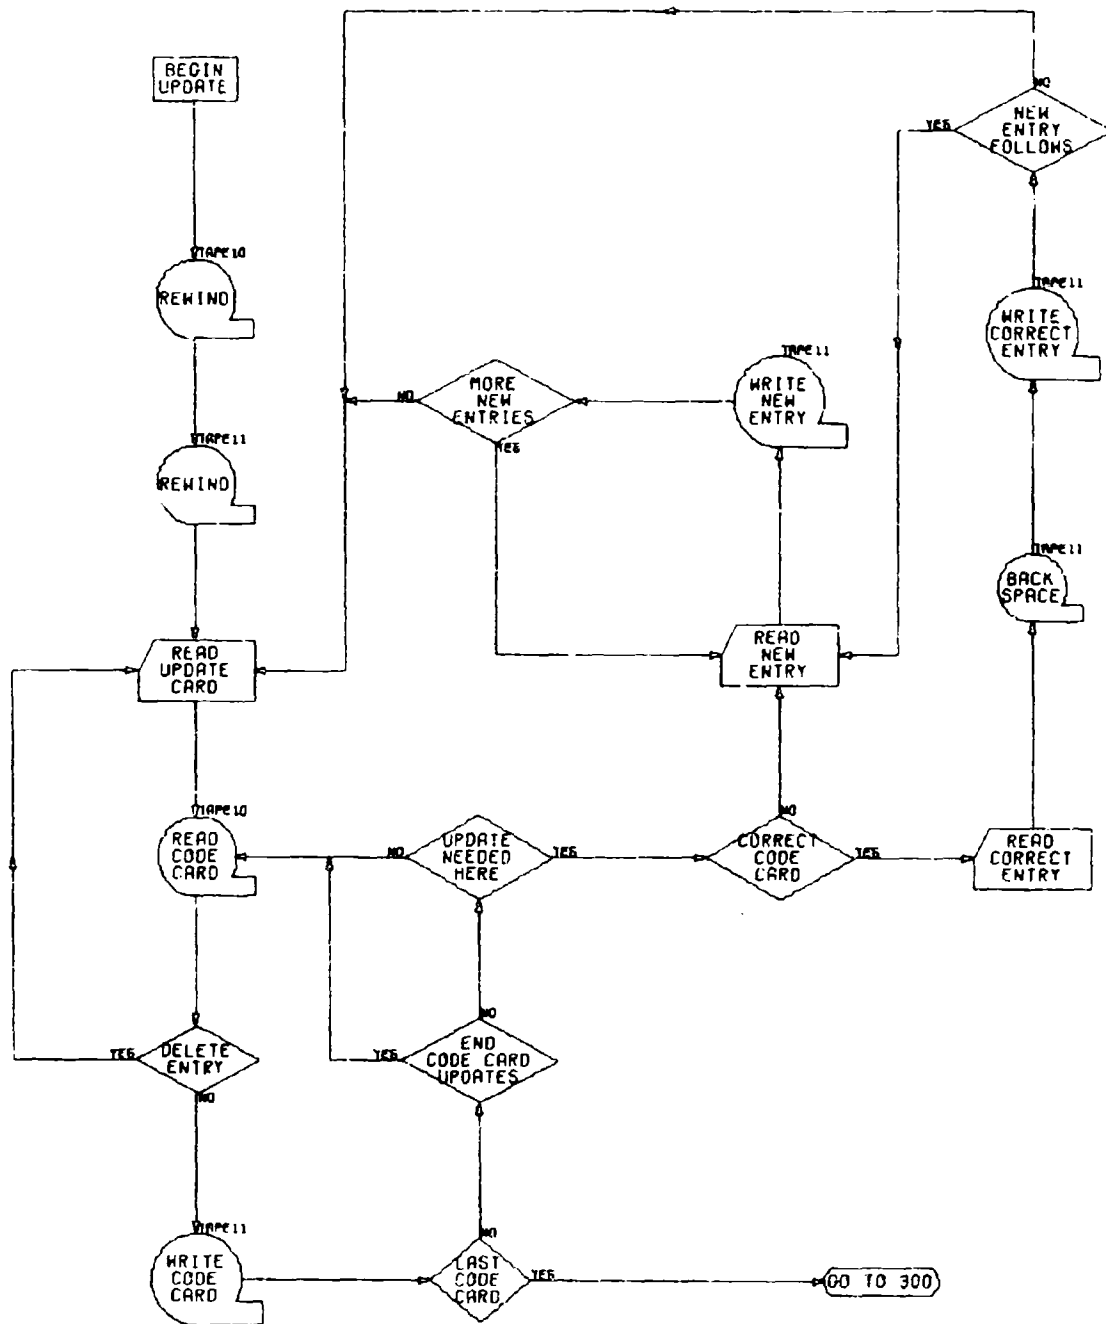 BEGIN
UPDATE
NO
NEW
ENTRY
FOLLOWS
YES
TAPE10
REWIND
TAPE11
WRITE
CORRECT
ENTRY
TAPE11
WRITE
NEW
ENTRY
MORE
NEW
ENTRIES
NO
YES
TAPE11
REWIND
TAPE11
BACK
SPACE
READ
UPDATE
CARD
READ
NEW
ENTRY
TAPE10
READ
CODE
CARD
NO
UPDATE
NEEDED
HERE
YES
NO
CORRECT
CODE
CARD
YES
READ
CORRECT
ENTRY
YES
DELETE
ENTRY
NO
NO
YES
END
CODE CARD
UPDATES
TAPE11
WRITE
CODE
CARD
NO
LAST
CODE
CARD
YES
GO TO 300